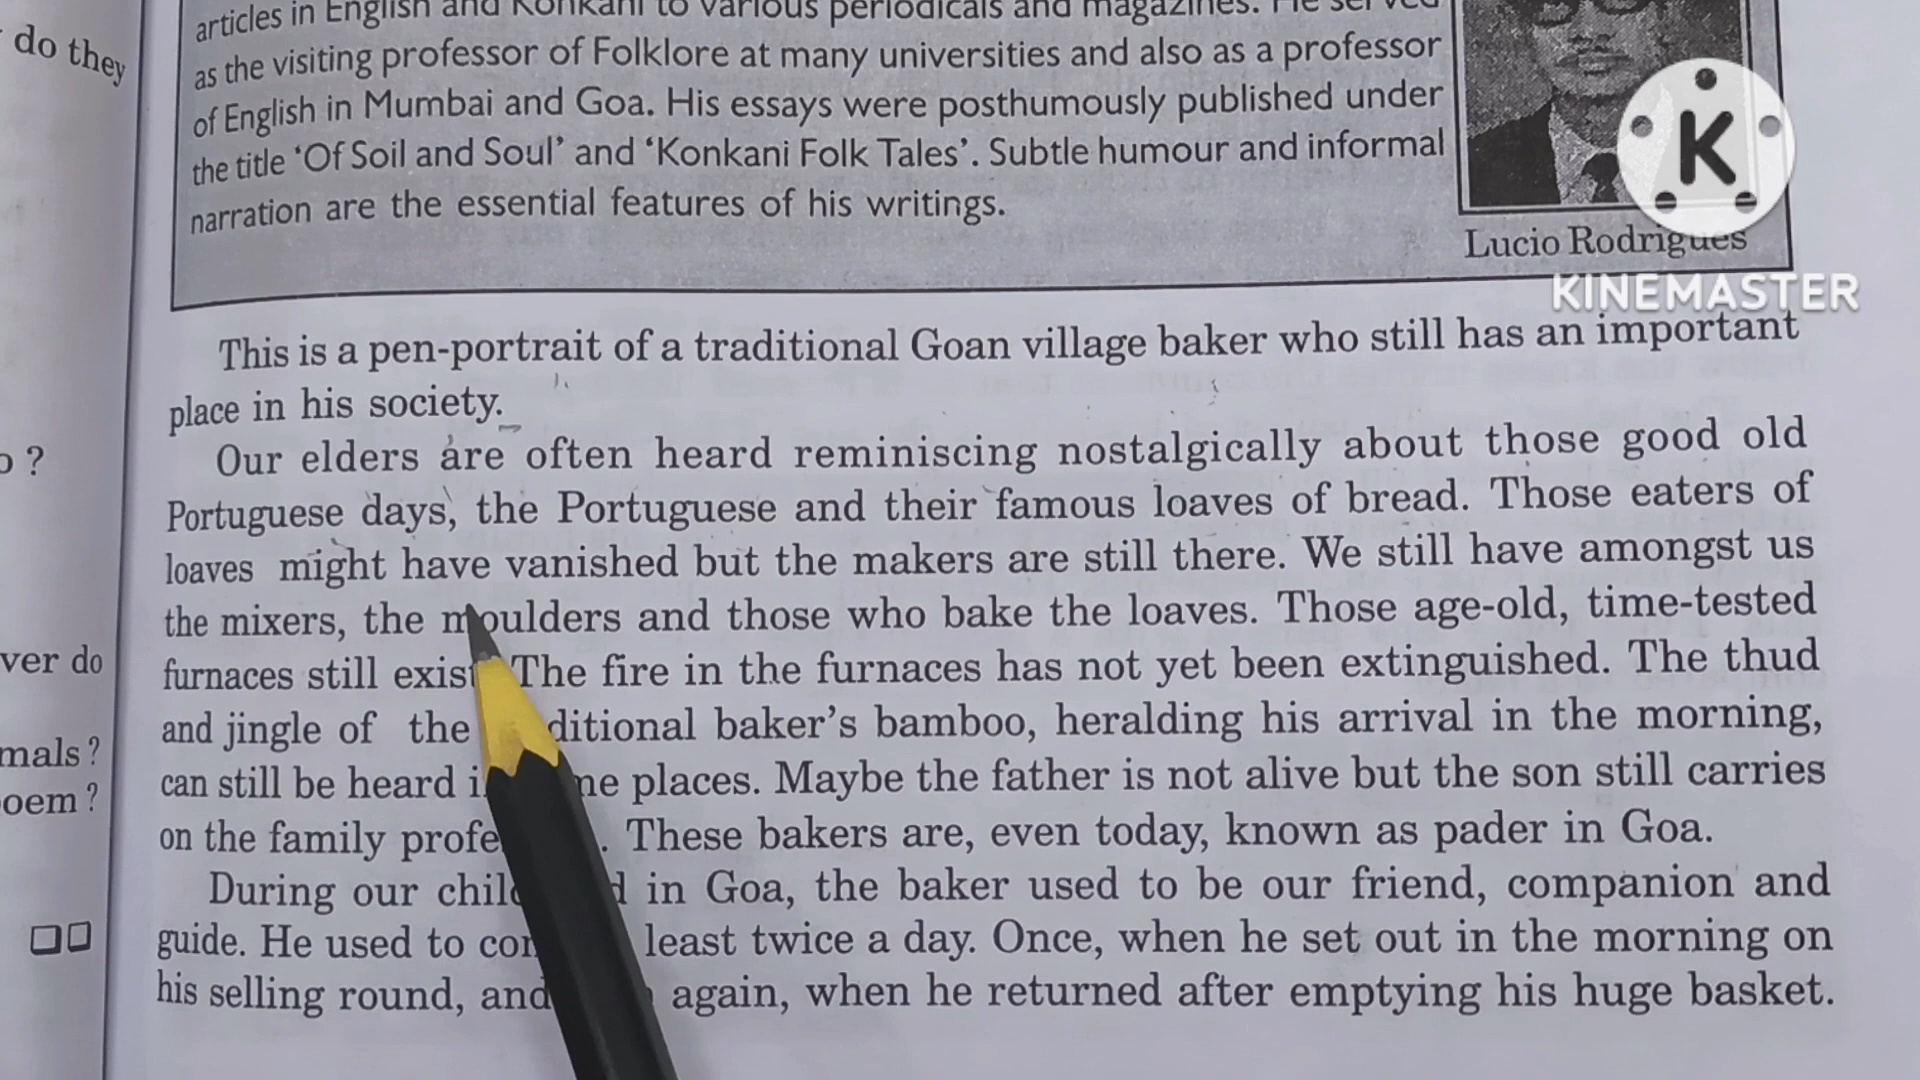 do they
o ?
ver do
mals ?
oem ?
articles in English and Konkani to various periodicals and magazines. He served
as the visiting professor of Folklore at many universities and also as a professor
of English in Mumbai and Goa. His essays were posthumously published under
the title 'Of Soil and Soul' and 'Konkani Folk Tales'. Subtle humour and informal
narration are the essential features of his writings.
K
Lucio Rodrigues
KINEMASTER
This is a pen-portrait of a traditional Goan village baker who still has an important
place in his society.
Our elders are often heard reminiscing nostalgically about those good old
Portuguese days, the Portuguese and their famous loaves of bread. Those eaters of
loaves might have vanished but the makers are still there. We still have amongst us
the mixers, the moulders and those who bake the loaves. Those age-old, time-tested
furnaces still exist The fire in the furnaces has not yet been extinguished. The thud
and jingle of the ditional baker's bamboo, heralding his arrival in the morning,
can still be heard i me places. Maybe the father is not alive but the son still carries
on the family profe . These bakers are, even today, known as pader in Goa.
During our child d in Goa, the baker used to be our friend, companion and
guide. He used to co least twice a day. Once, when he set out in the morning on
his selling round, and again, when he returned after emptying his huge basket.